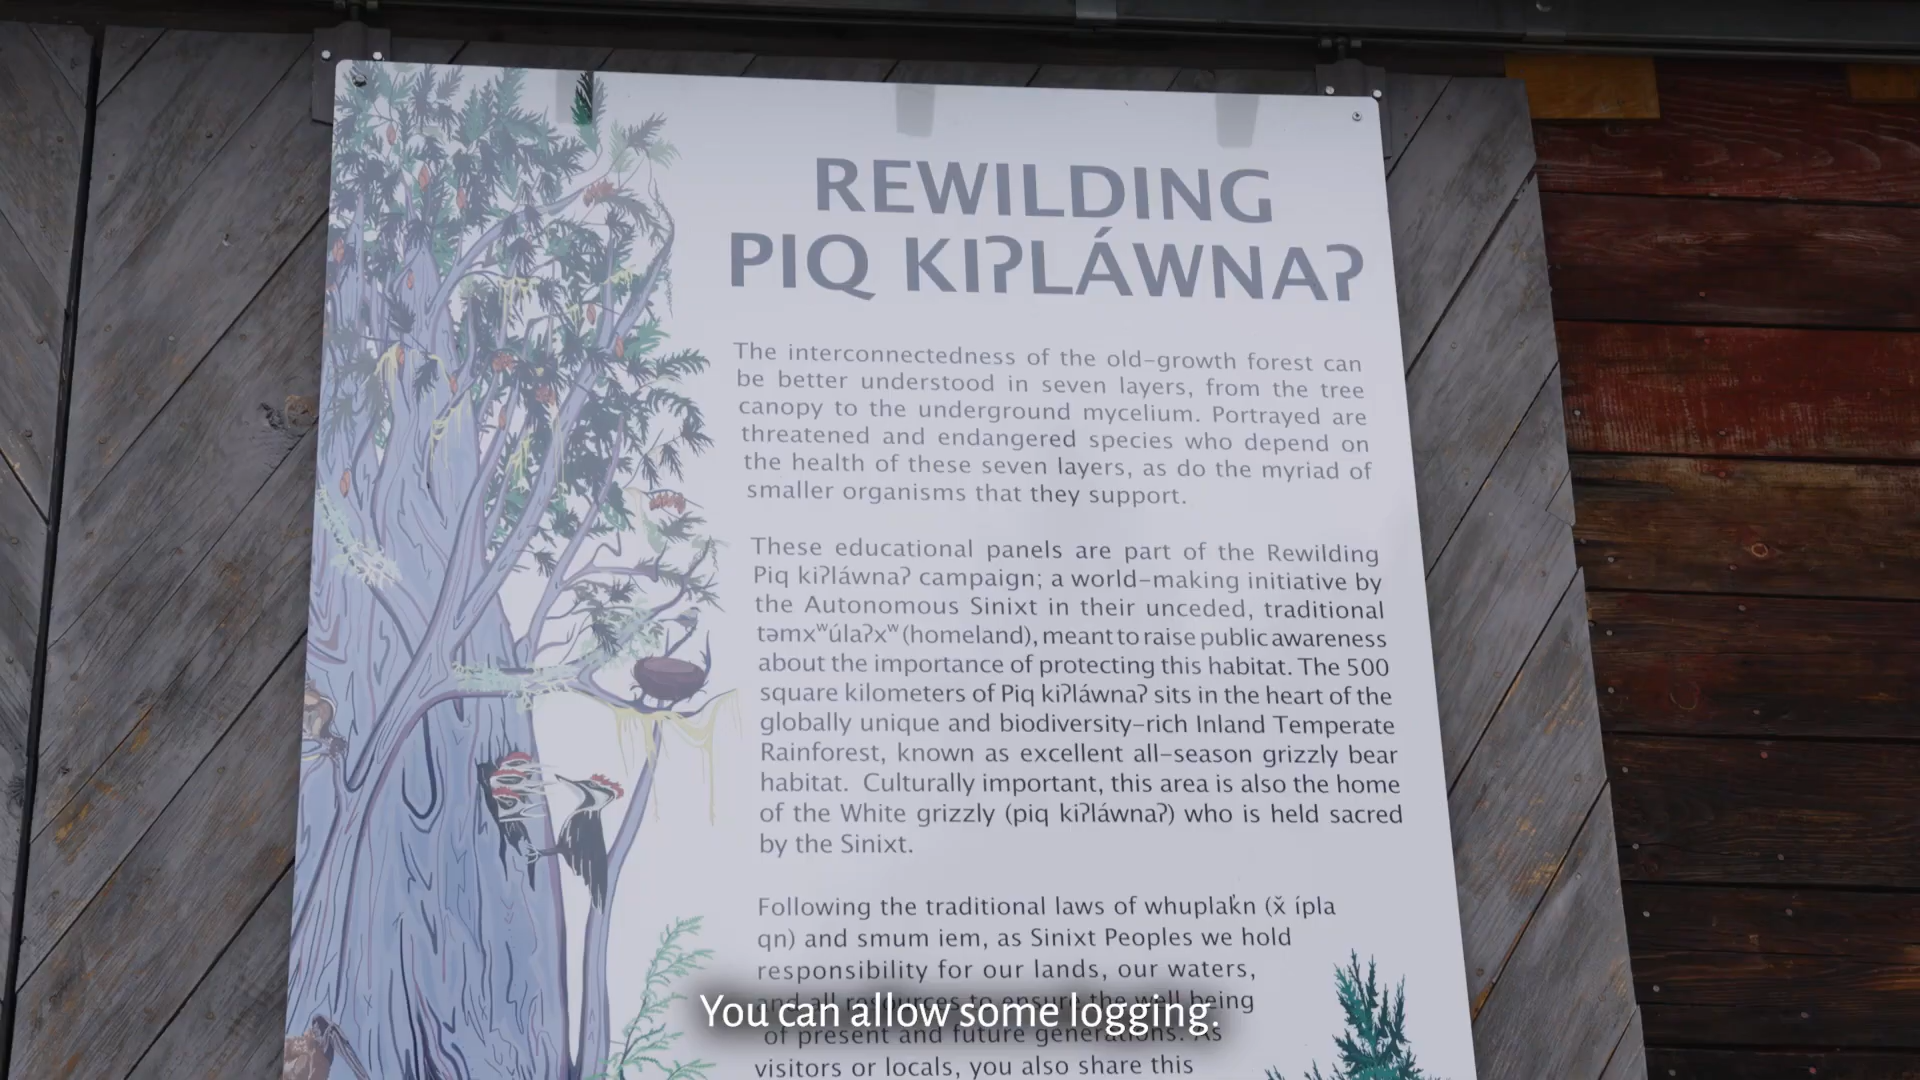 REWILDING
PIQ KIʔLÁWNAʔ
The interconnectedness of the old-growth forest can
be better understood in seven layers, from the tree
canopy to the underground mycelium. Portrayed are
threatened and endangered species who depend on
the health of these seven layers, as do the myriad of
smaller organisms that they support.
These educational panels are part of the Rewilding
Piq kiʔláwnaʔ campaign; a world-making initiative by
the Autonomous Sinixt in their unceded, traditional
təmxʷúlaʔxʷ (homeland), meant to raise public awareness
about the importance of protecting this habitat. The 500
square kilometers of Piq kiʔláwnaʔ sits in the heart of the
globally unique and biodiversity-rich Inland Temperate
Rainforest, known as excellent all-season grizzly bear
habitat. Culturally important, this area is also the home
of the White grizzly (piq kiʔláwnaʔ) who is held sacred
by the Sinixt.
Following the traditional laws of whuplak̓n (x̌ ípla
qn) and smum iem, as Sinixt Peoples we hold
responsibility for our lands, our waters,
and all resources to ensure the well being
of present and future generations. As
visitors or locals, you also share this
You can allow some logging.